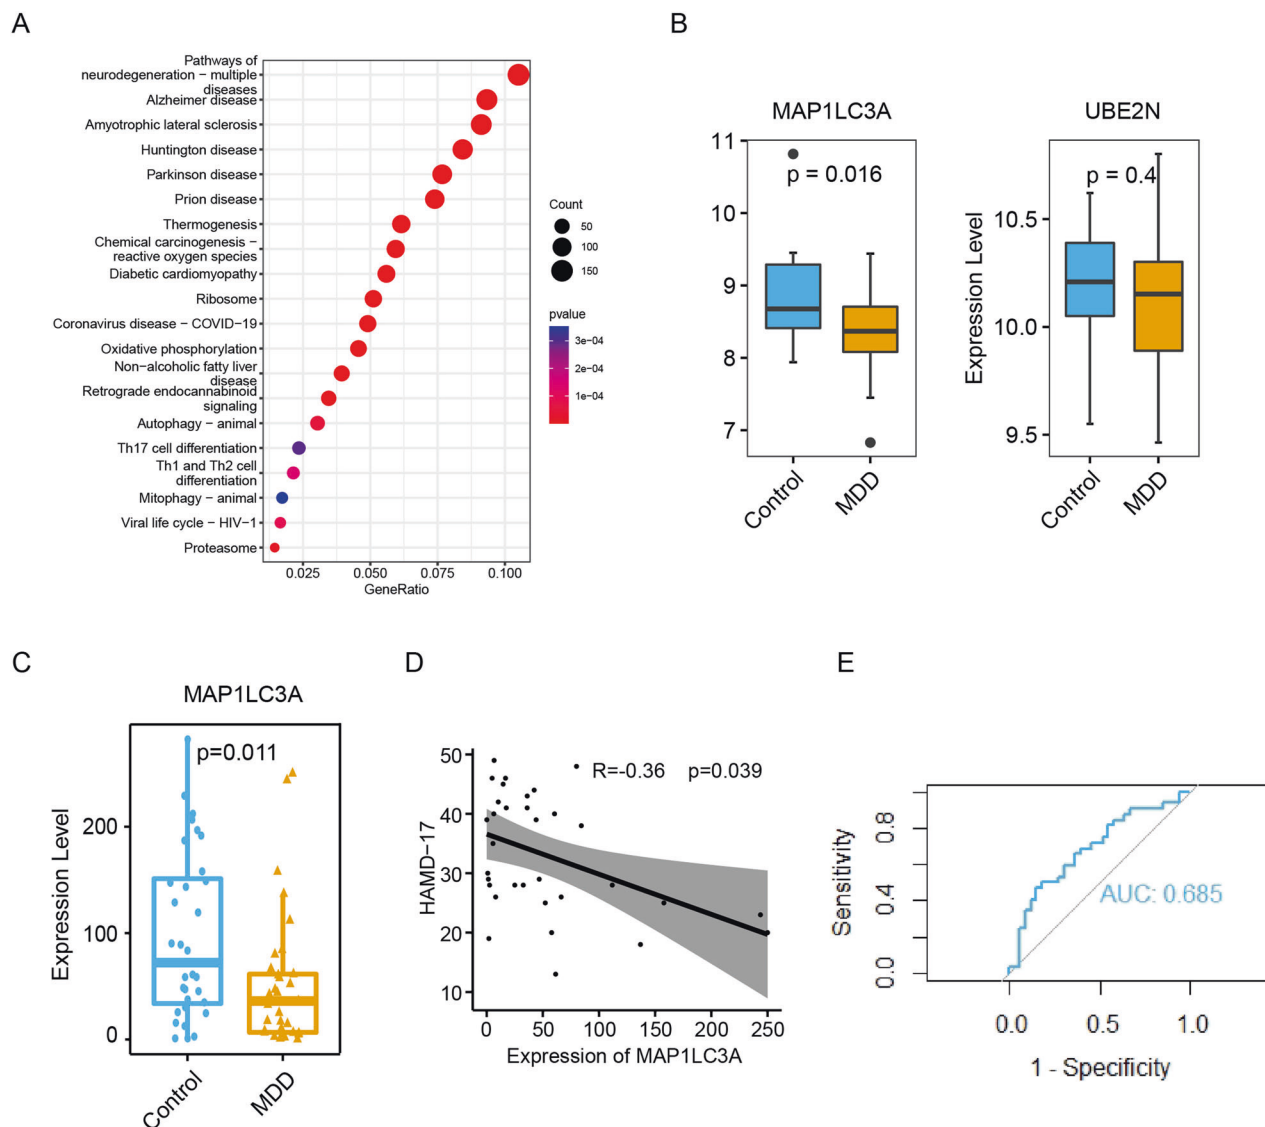 A
Pathways of
neurodegeneration − multiple
diseases
Alzheimer disease
Amyotrophic lateral sclerosis
Huntington disease
Parkinson disease
Prion disease
Thermogenesis
Chemical carcinogenesis −
reactive oxygen species
Diabetic cardiomyopathy
Ribosome
Coronavirus disease − COVID−19
Oxidative phosphorylation
Non−alcoholic fatty liver
disease
Retrograde endocannabinoid
signaling
Autophagy − animal
Th17 cell differentiation
Th1 and Th2 cell
differentiation
Mitophagy − animal
Viral life cycle − HIV−1
Proteasome
0.025 0.050 0.075 0.100
GeneRatio
Count
50
100
150
pvalue
3e−04
2e−04
1e−04
B
MAP1LC3A
p = 0.016
11
10
9
8
7
Control MDD
UBE2N
p = 0.4
Expression Level
10.5
10.0
9.5
Control MDD
C
MAP1LC3A
p=0.011
Expression Level
200
100
0
Control MDD
D
R=-0.36 p=0.039
HAMD-17
50
40
30
20
10
0 50 100 150 200 250
Expression of MAP1LC3A
E
Sensitivity
0.8
0.4
0.0
AUC: 0.685
0.0 0.5 1.0
1 - Specificity